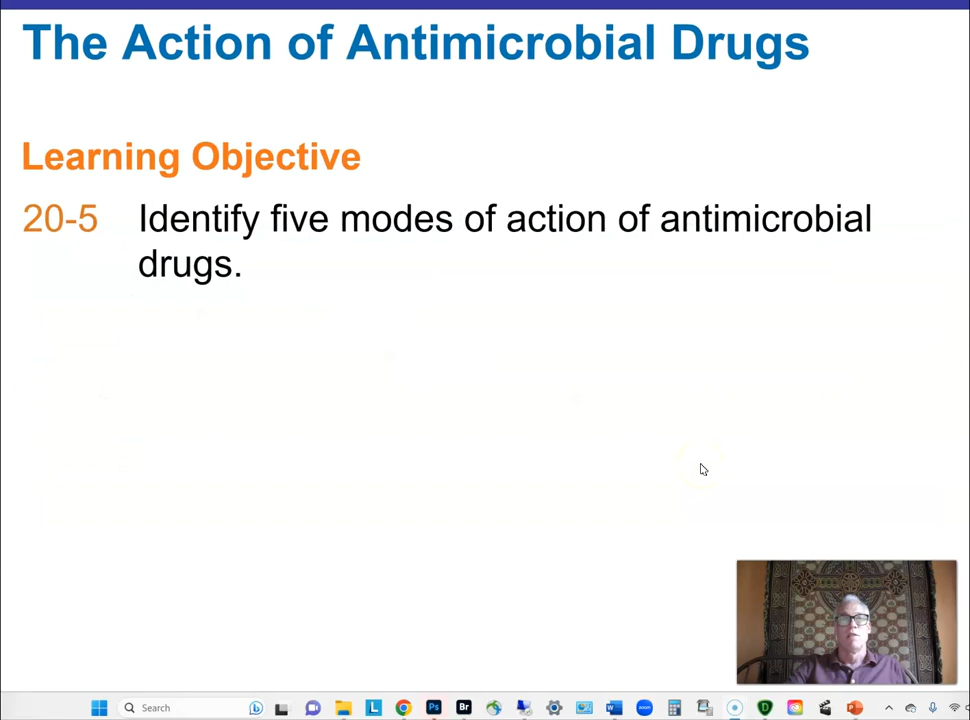 The Action of Antimicrobial Drugs
Learning Objective
20-5 Identify five modes of action of antimicrobial
drugs.
Search